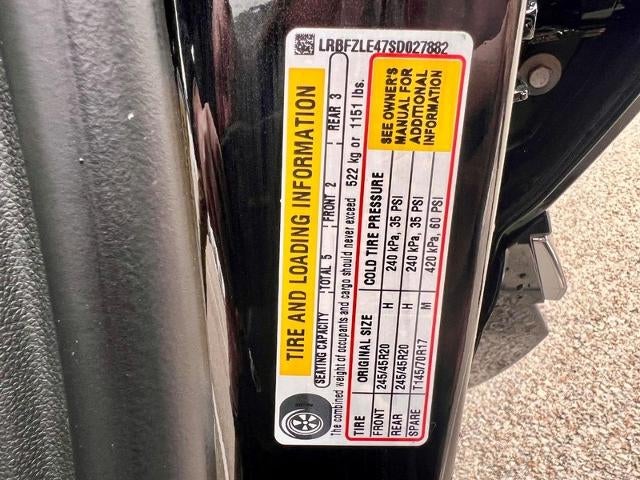 LRBFZLE47SD027882
TIRE AND LOADING INFORMATION
SEATING CAPACITY TOTAL 5 FRONT 2 REAR 3
The combined weight of occupants and cargo should never exceed 522 kg or 1151 lbs.
TIRE ORIGINAL SIZE COLD TIRE PRESSURE
FRONT 245/45R20 H 240 kPa, 35 PSI
REAR 245/45R20 H 240 kPa, 35 PSI
SPARE T145/70R17 M 420 kPa, 60 PSI
SEE OWNER'S
MANUAL FOR
ADDITIONAL
INFORMATION